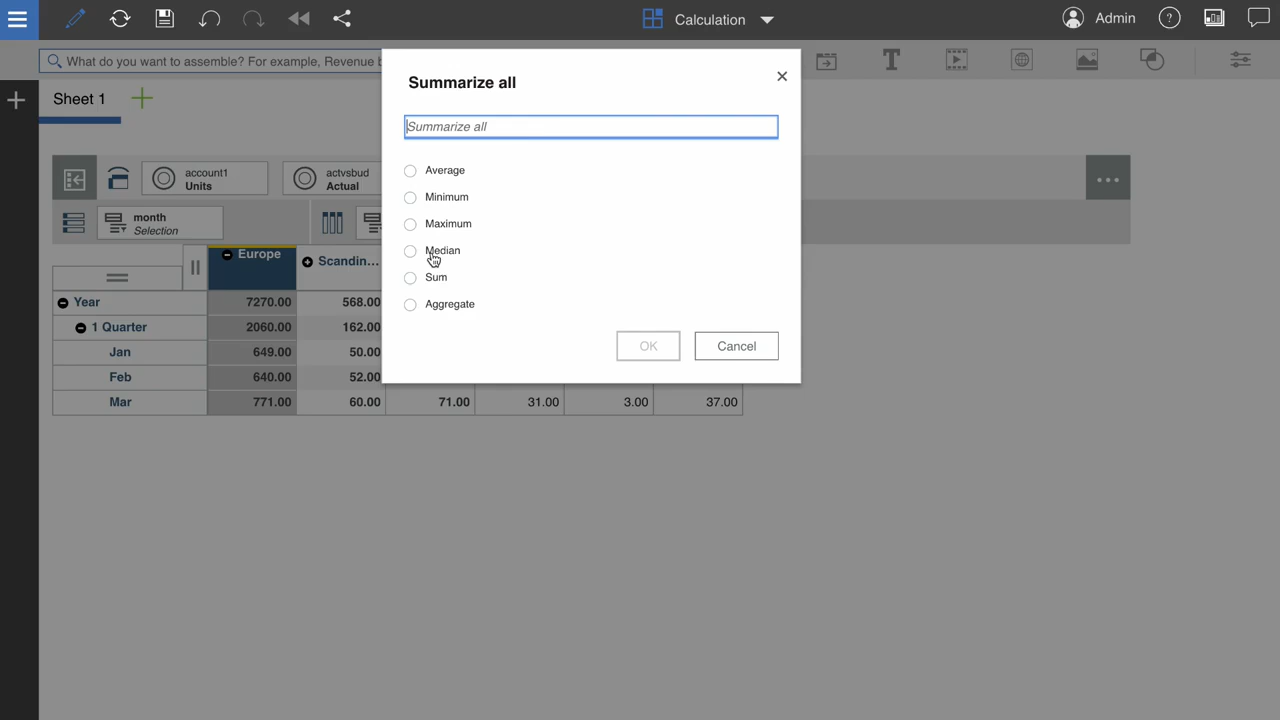 Calculation
Admin
What do you want to assemble? For example, Revenue b
Sheet 1
Summarize all
Summarize all
Average
Minimum
Maximum
Median
Sum
Aggregate
OK
Cancel
account1
Units
actvsbud
Actual
month
Selection
Europe
Scandin...
Year 7270.00 568.00
1 Quarter 2060.00 162.00
Jan 649.00 50.00
Feb 640.00 52.00
Mar 771.00 60.00 71.00 31.00 3.00 37.00